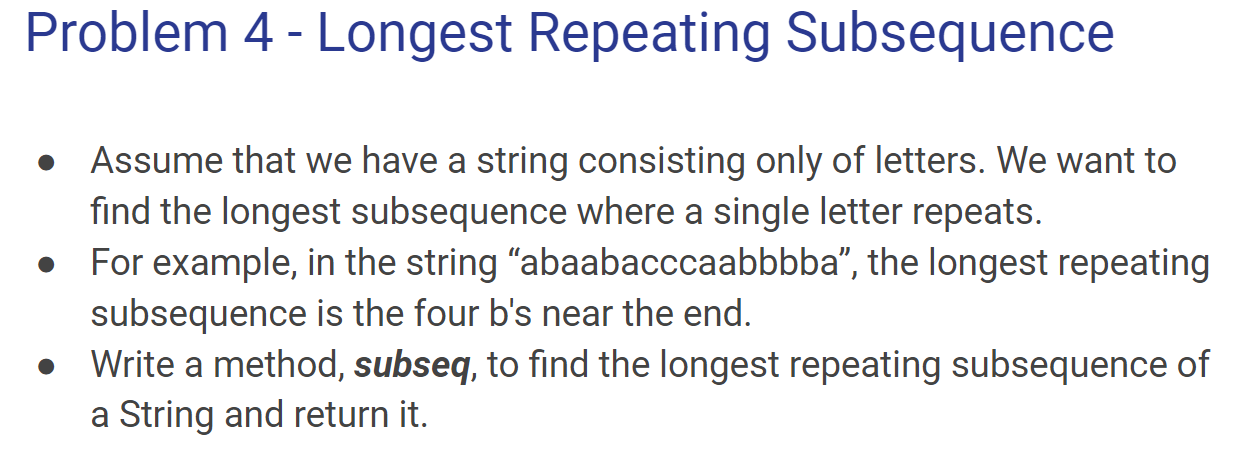 Problem 4 - Longest Repeating Subsequence
● Assume that we have a string consisting only of letters. We want to
find the longest subsequence where a single letter repeats.
● For example, in the string “abaabacccaabbbba”, the longest repeating
subsequence is the four b's near the end.
● Write a method, subseq, to find the longest repeating subsequence of
a String and return it.